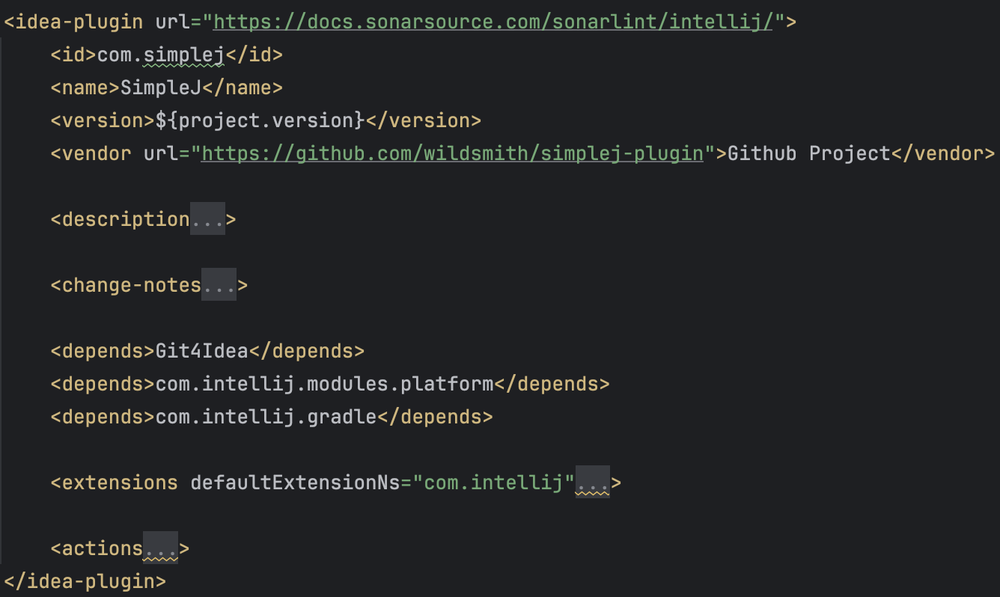 <idea-plugin url="https://docs.sonarsource.com/sonarlint/intellij/">
<id>com.simplej</id>
<name>SimpleJ</name>
<version>${project.version}</version>
<vendor url="https://github.com/wildsmith/simplej-plugin">Github Project</vendor>
<description...>
<change-notes...>
<depends>Git4Idea</depends>
<depends>com.intellij.modules.platform</depends>
<depends>com.intellij.gradle</depends>
<extensions defaultExtensionNs="com.intellij"...>
<actions...>
</idea-plugin>